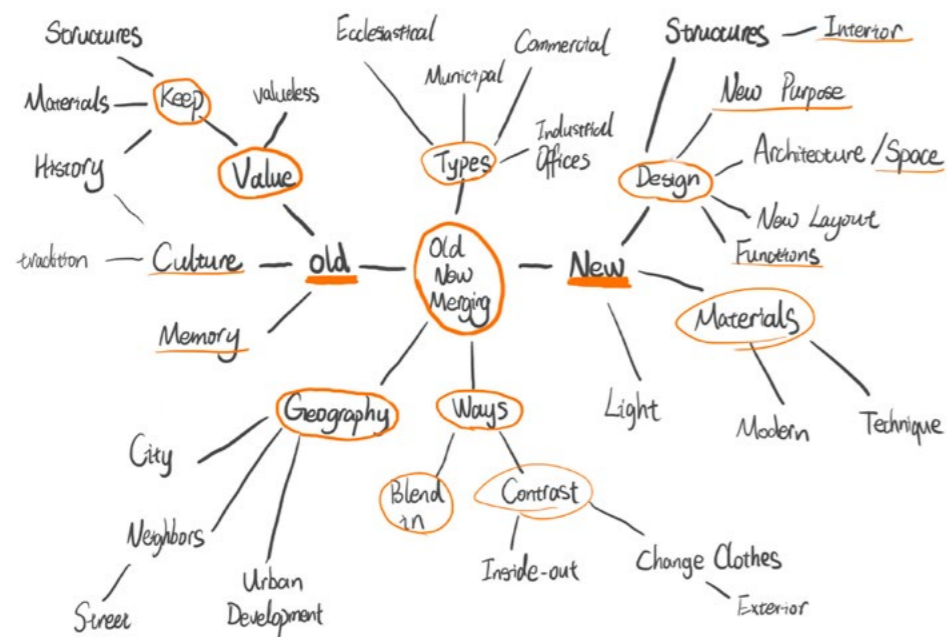 Structures
Materials
Keep
valueless
History
Value
tradition
Culture
old
Memory
Ecclesiastical
Municipal
Commercial
Types
Industrial
Offices
Old
New
Merging
Structures
Interior
New Purpose
Architecture / Space
Design
New Layout
Functions
New
Materials
Light
Modern
Technique
Geography
City
Neighbors
Street
Urban
Development
Ways
Blend
in
Contrast
Inside-out
Change Clothes
Exterior